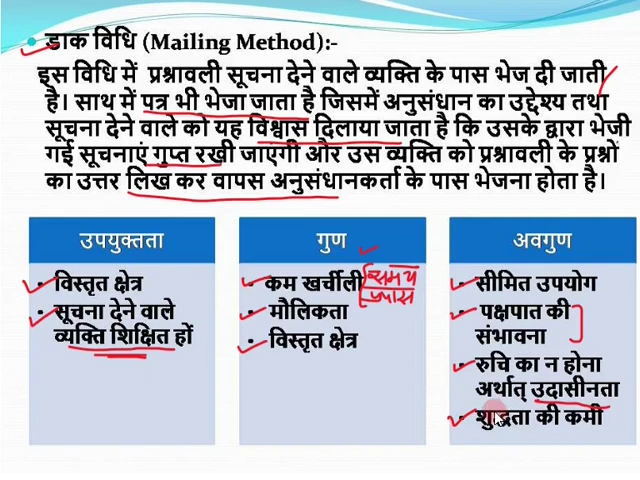 डाक विधि (Mailing Method):-
इस विधि में प्रश्नावली सूचना देने वाले व्यक्ति के पास भेज दी जाती
है। साथ में पत्र भी भेजा जाता है जिसमें अनुसंधान का उद्देश्य तथा
सूचना देने वाले को यह विश्वास दिलाया जाता है कि उसके द्वारा भेजी
गई सूचनाएं गुप्त रखी जाएंगी और उस व्यक्ति को प्रश्नावली के प्रश्नों
का उत्तर लिख कर वापस अनुसंधानकर्ता के पास भेजना होता है।
उपयुक्तता
विस्तृत क्षेत्र
सूचना देने वाले
व्यक्ति शिक्षित हों
गुण
कम खर्चीली
समय
प्रयास
मौलिकता
विस्तृत क्षेत्र
अवगुण
सीमित उपयोग
पक्षपात की
संभावना
रुचि का न होना
अर्थात् उदासीनता
शुद्धता की कमी